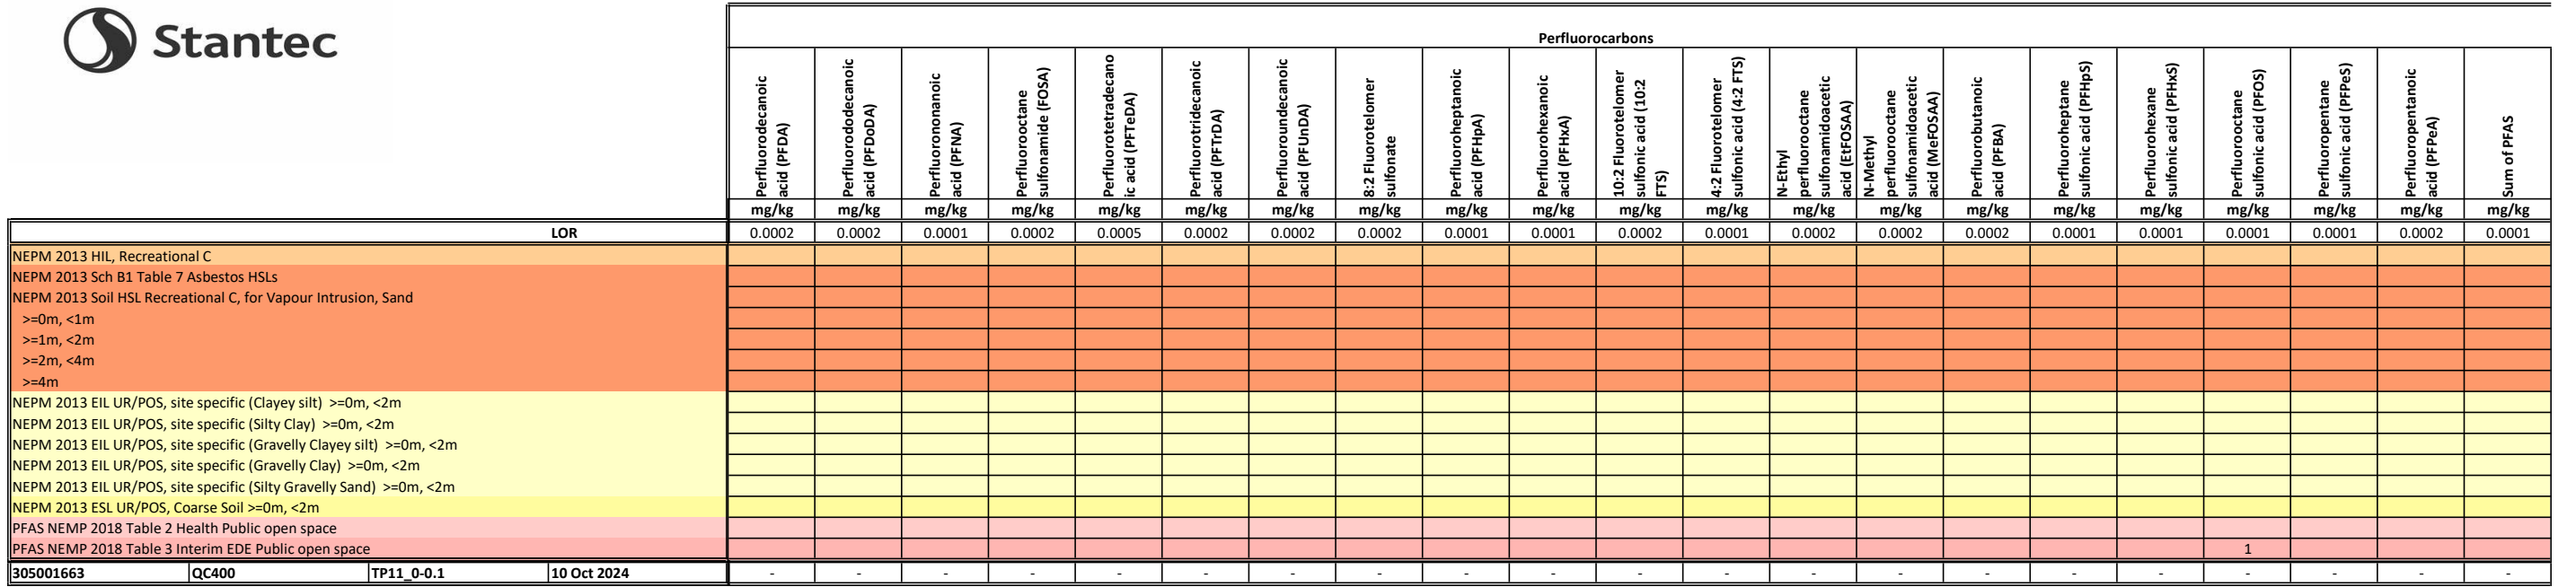 Stantec
Perfluorocarbons
Perfluorodecanoic
acid (PFDA)
Perfluorododecanoic
acid (PFDoDA)
Perfluorononanoic
acid (PFNA)
Perfluorooctane
sulfonamide (FOSA)
Perfluorotetradecano
ic acid (PFTeDA)
Perfluorotridecanoic
acid (PFTrDA)
Perfluoroundecanoic
acid (PFUnDA)
8:2 Fluorotelomer
sulfonate
Perfluoroheptanoic
acid (PFHpA)
Perfluorohexanoic
acid (PFHxA)
10:2 Fluorotelomer
sulfonic acid (10:2
FTS)
4:2 Fluorotelomer
sulfonic acid (4:2 FTS)
N-Ethyl
perfluorooctane
sulfonamidoacetic
acid (EtFOSAA)
N-Methyl
perfluorooctane
sulfonamidoacetic
acid (MeFOSAA)
Perfluorobutanoic
acid (PFBA)
Perfluoroheptane
sulfonic acid (PFHpS)
Perfluorohexane
sulfonic acid (PFHxS)
Perfluorooctane
sulfonic acid (PFOS)
Perfluoropentane
sulfonic acid (PFPeS)
Perfluoropentanoic
acid (PFPeA)
Sum of PFAS
mg/kg mg/kg mg/kg mg/kg mg/kg mg/kg mg/kg mg/kg mg/kg mg/kg mg/kg mg/kg mg/kg mg/kg mg/kg mg/kg mg/kg mg/kg mg/kg mg/kg mg/kg
LOR 0.0002 0.0002 0.0001 0.0002 0.0005 0.0002 0.0002 0.0002 0.0001 0.0001 0.0002 0.0001 0.0002 0.0002 0.0002 0.0001 0.0001 0.0001 0.0001 0.0002 0.0001
NEPM 2013 HIL, Recreational C
NEPM 2013 Sch B1 Table 7 Asbestos HSLs
NEPM 2013 Soil HSL Recreational C, for Vapour Intrusion, Sand
>=0m, <1m
>=1m, <2m
>=2m, <4m
>=4m
NEPM 2013 EIL UR/POS, site specific (Clayey silt) >=0m, <2m
NEPM 2013 EIL UR/POS, site specific (Silty Clay) >=0m, <2m
NEPM 2013 EIL UR/POS, site specific (Gravelly Clayey silt) >=0m, <2m
NEPM 2013 EIL UR/POS, site specific (Gravelly Clay) >=0m, <2m
NEPM 2013 EIL UR/POS, site specific (Silty Gravelly Sand) >=0m, <2m
NEPM 2013 ESL UR/POS, Coarse Soil >=0m, <2m
PFAS NEMP 2018 Table 2 Health Public open space
PFAS NEMP 2018 Table 3 Interim EDE Public open space 1
305001663 QC400 TP11_0-0.1 10 Oct 2024 - - - - - - - - - - - - - - - - - - - - -